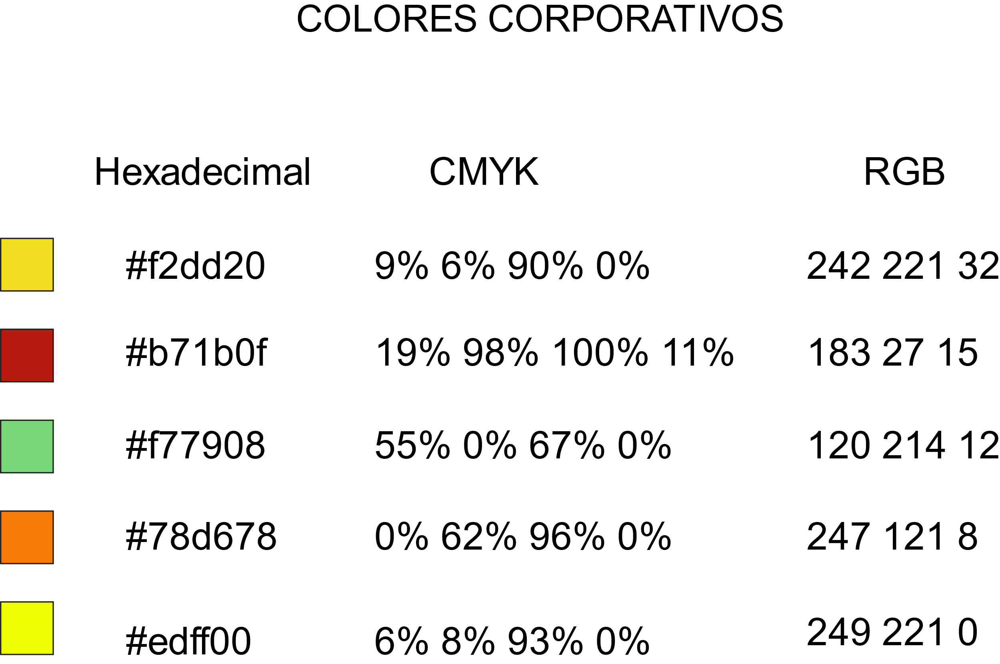 COLORES CORPORATIVOS
Hexadecimal CMYK RGB
#f2dd20 9% 6% 90% 0% 242 221 32
#b71b0f 19% 98% 100% 11% 183 27 15
#f77908 55% 0% 67% 0% 120 214 12
#78d678 0% 62% 96% 0% 247 121 8
#edff00 6% 8% 93% 0% 249 221 0